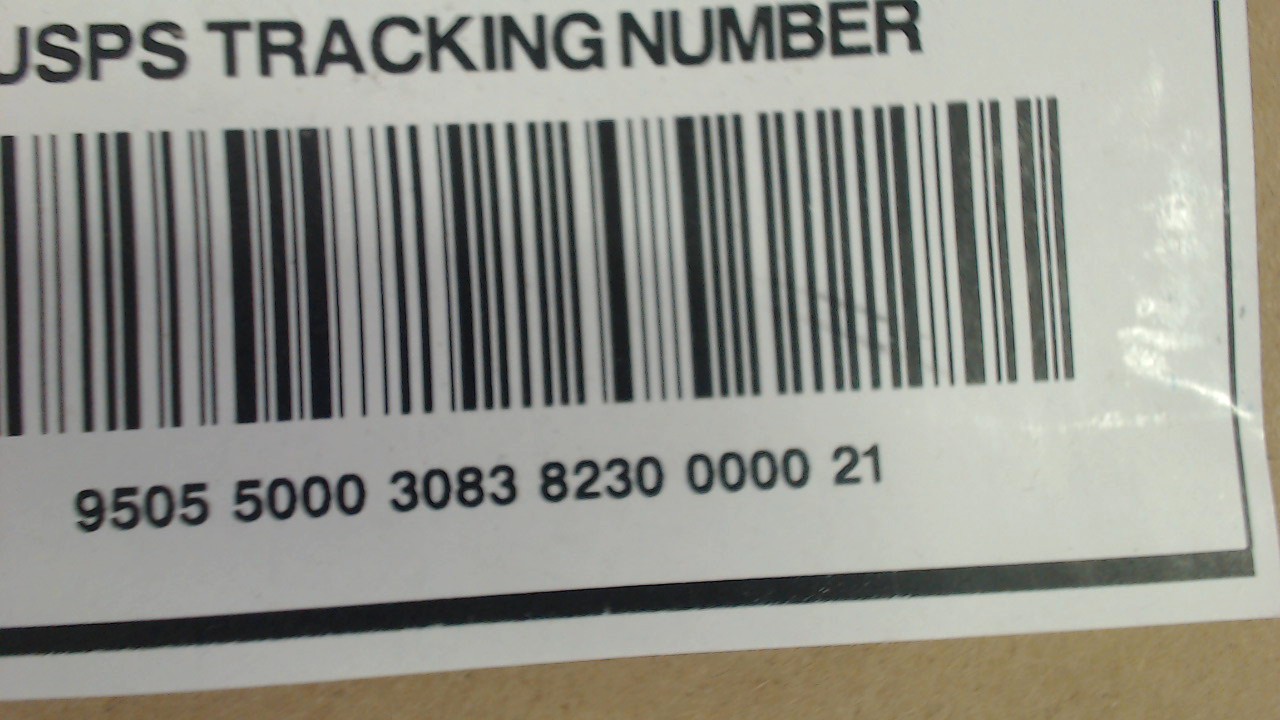 USPS TRACKING NUMBER
9505 5000 3083 8230 0000 21